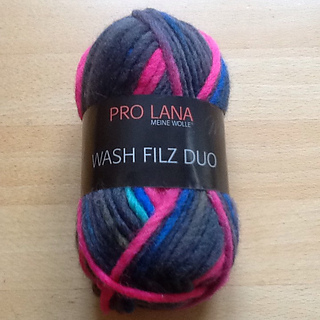 PRO LANA
MEINE WOLLE
WASH FILZ DUO